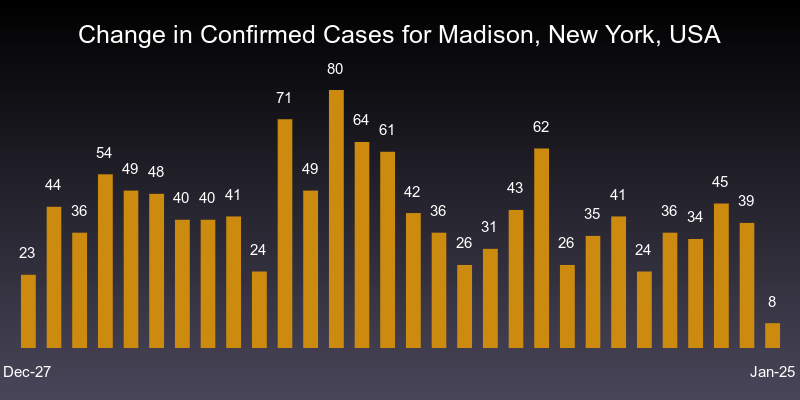 Change in Confirmed Cases for Madison, New York, USA
23 44 36 54 49 48 40 40 41 24 71 49 80 64 61 42 36 26 31 43 62 26 35 41 24 36 34 45 39 8
Dec-27 Jan-25